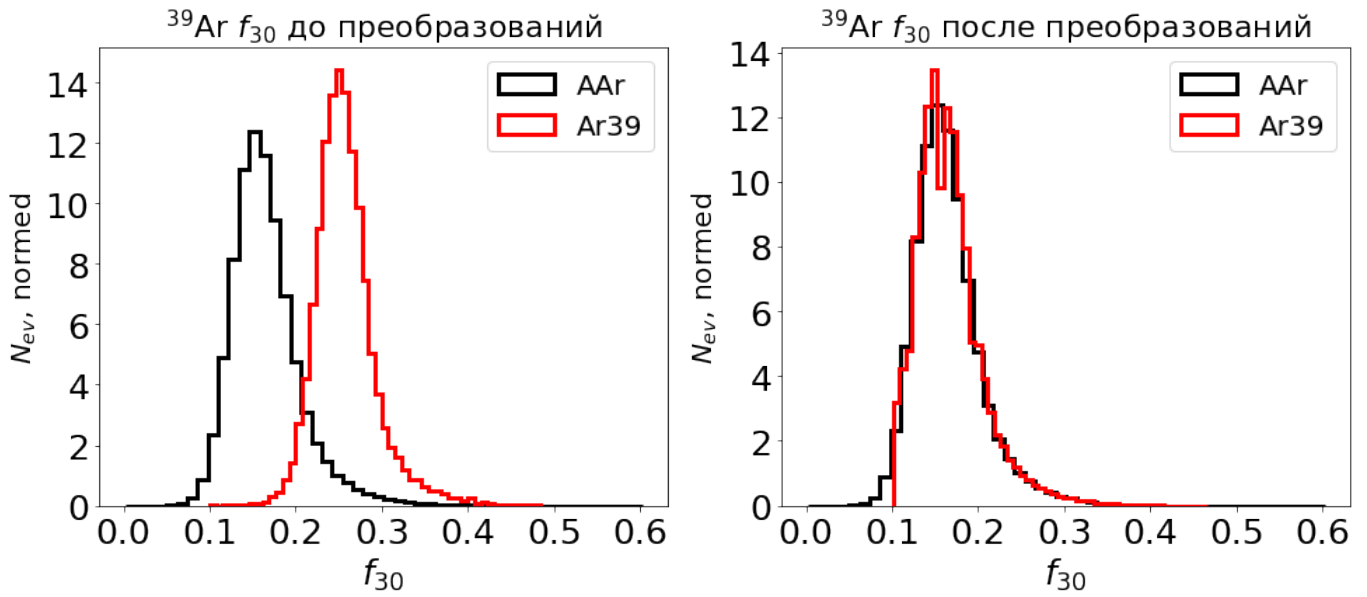 ³⁹Ar f₃₀ до преобразований
14
12
10
8
6
4
2
0
N_ev, normed
AAr
Ar39
0.0 0.1 0.2 0.3 0.4 0.5 0.6
f₃₀
³⁹Ar f₃₀ после преобразований
14
12
10
8
6
4
2
0
N_ev, normed
AAr
Ar39
0.0 0.1 0.2 0.3 0.4 0.5 0.6
f₃₀